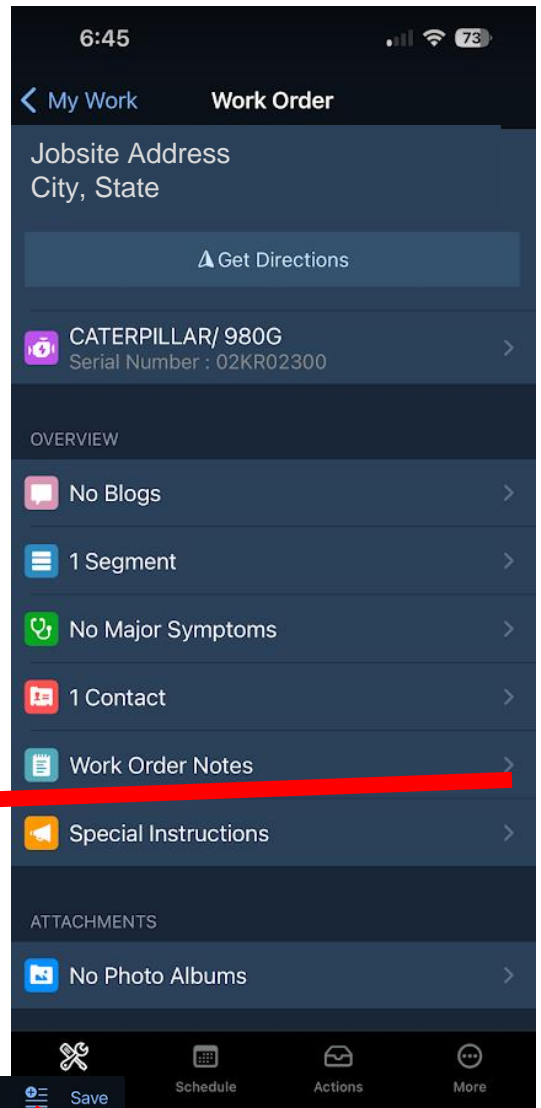 6:45 73
My Work Work Order
Jobsite Address
City, State
Get Directions
CATERPILLAR/ 980G
Serial Number : 02KR02300
OVERVIEW
No Blogs
1 Segment
No Major Symptoms
1 Contact
Work Order Notes
Special Instructions
ATTACHMENTS
No Photo Albums
Save Schedule Actions More